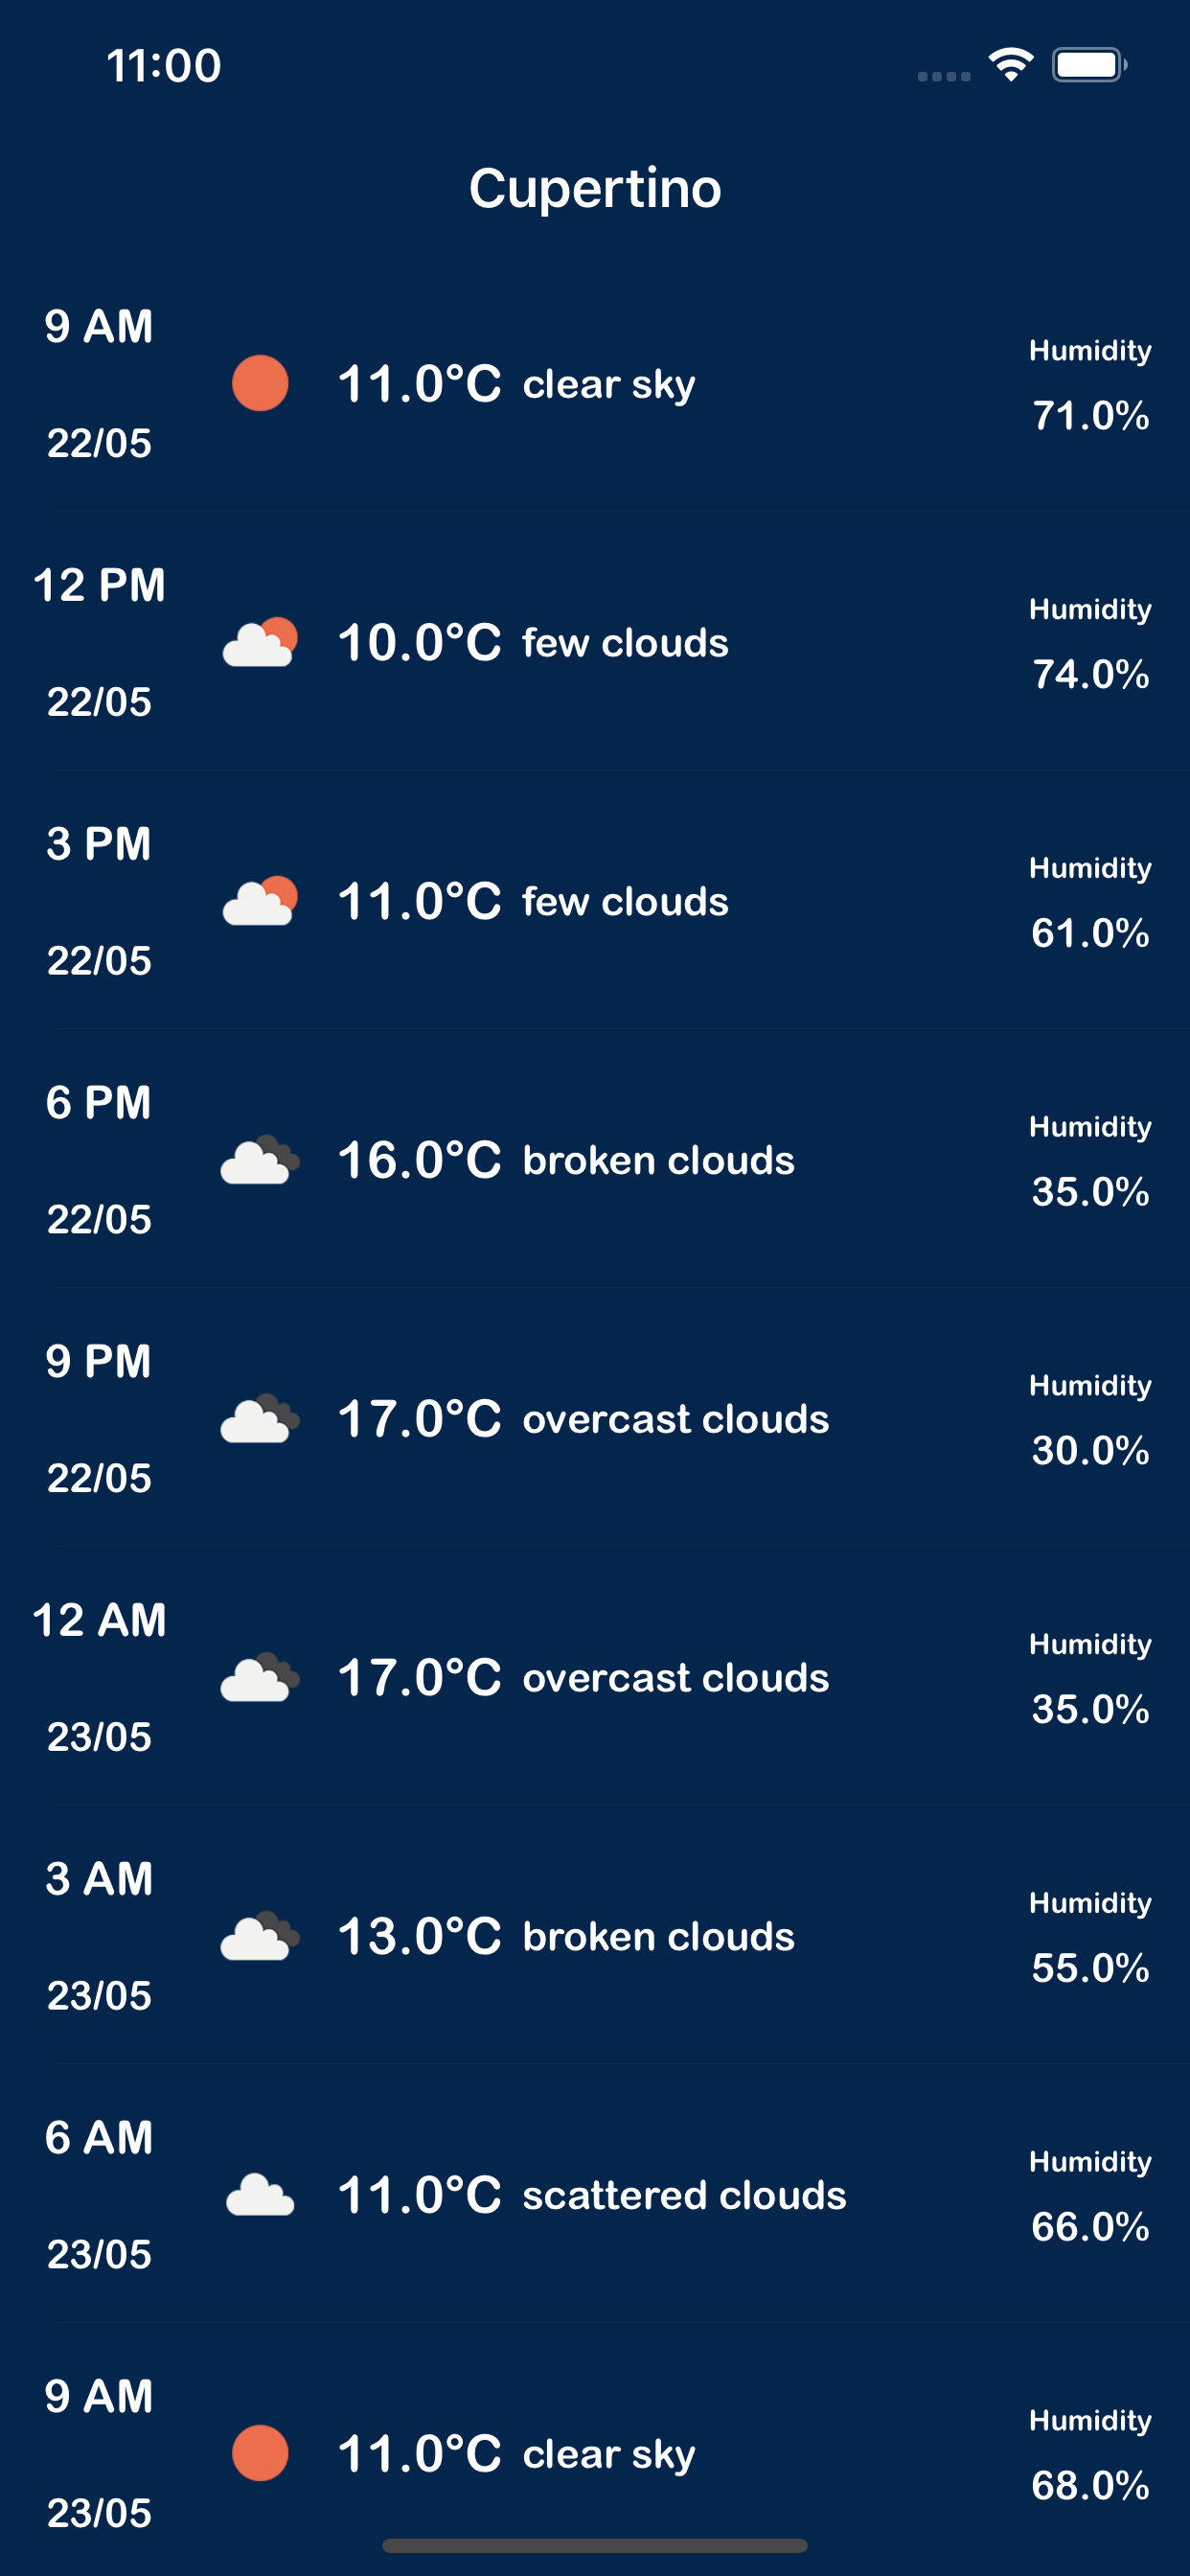 11:00
Cupertino
9 AM
22/05
11.0°C clear sky
Humidity
71.0%
12 PM
22/05
10.0°C few clouds
Humidity
74.0%
3 PM
22/05
11.0°C few clouds
Humidity
61.0%
6 PM
22/05
16.0°C broken clouds
Humidity
35.0%
9 PM
22/05
17.0°C overcast clouds
Humidity
30.0%
12 AM
23/05
17.0°C overcast clouds
Humidity
35.0%
3 AM
23/05
13.0°C broken clouds
Humidity
55.0%
6 AM
23/05
11.0°C scattered clouds
Humidity
66.0%
9 AM
23/05
11.0°C clear sky
Humidity
68.0%